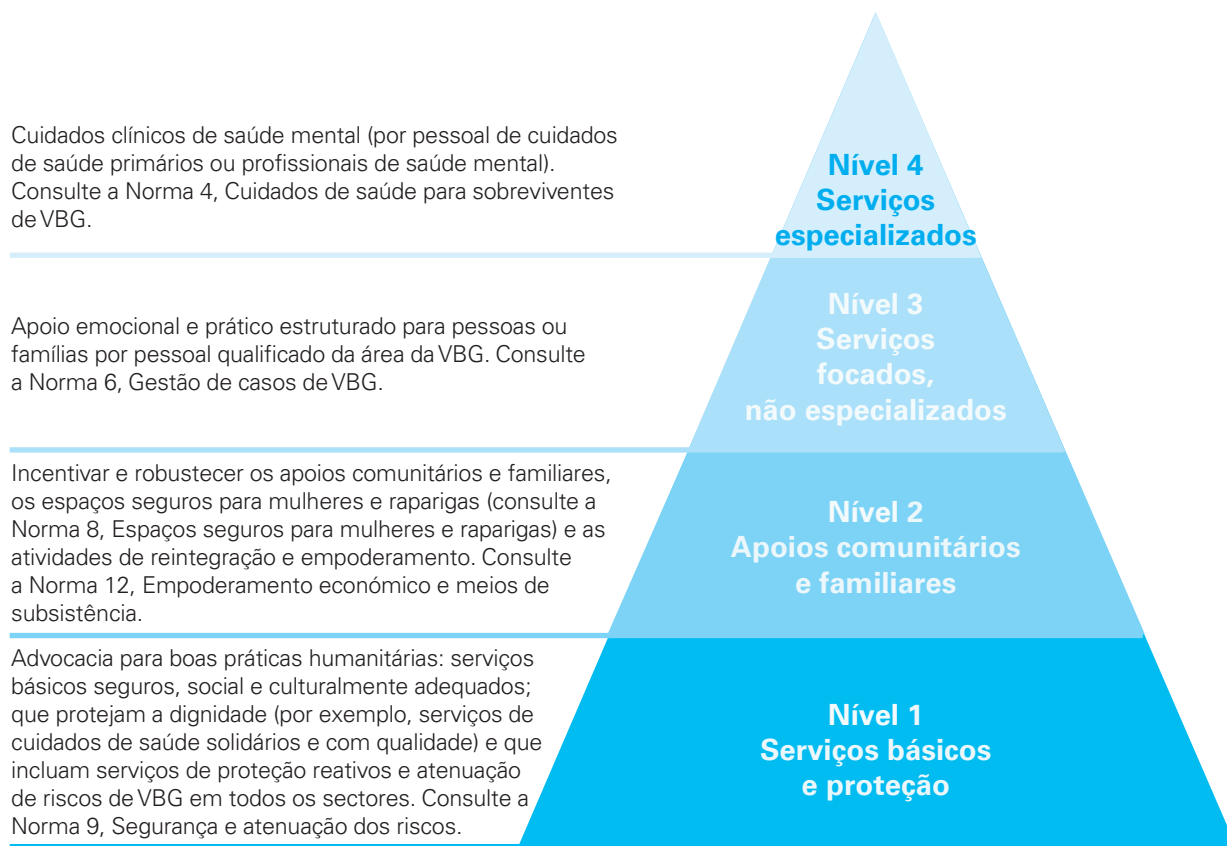 Cuidados clínicos de saúde mental (por pessoal de cuidados
de saúde primários ou profissionais de saúde mental).
Consulte a Norma 4, Cuidados de saúde para sobreviventes
de VBG.
Nível 4
Serviços
especializados
Apoio emocional e prático estruturado para pessoas ou
famílias por pessoal qualificado da área da VBG. Consulte
a Norma 6, Gestão de casos de VBG.
Nível 3
Serviços
focados,
não especializados
Incentivar e robustecer os apoios comunitários e familiares,
os espaços seguros para mulheres e raparigas (consulte a
Norma 8, Espaços seguros para mulheres e raparigas) e as
atividades de reintegração e empoderamento. Consulte
a Norma 12, Empoderamento económico e meios de
subsistência.
Nível 2
Apoios comunitários
e familiares
Advocacia para boas práticas humanitárias: serviços
básicos seguros, social e culturalmente adequados;
que protejam a dignidade (por exemplo, serviços de
cuidados de saúde solidários e com qualidade) e que
incluam serviços de proteção reativos e atenuação
de riscos de VBG em todos os sectores. Consulte a
Norma 9, Segurança e atenuação dos riscos.
Nível 1
Serviços básicos
e proteção